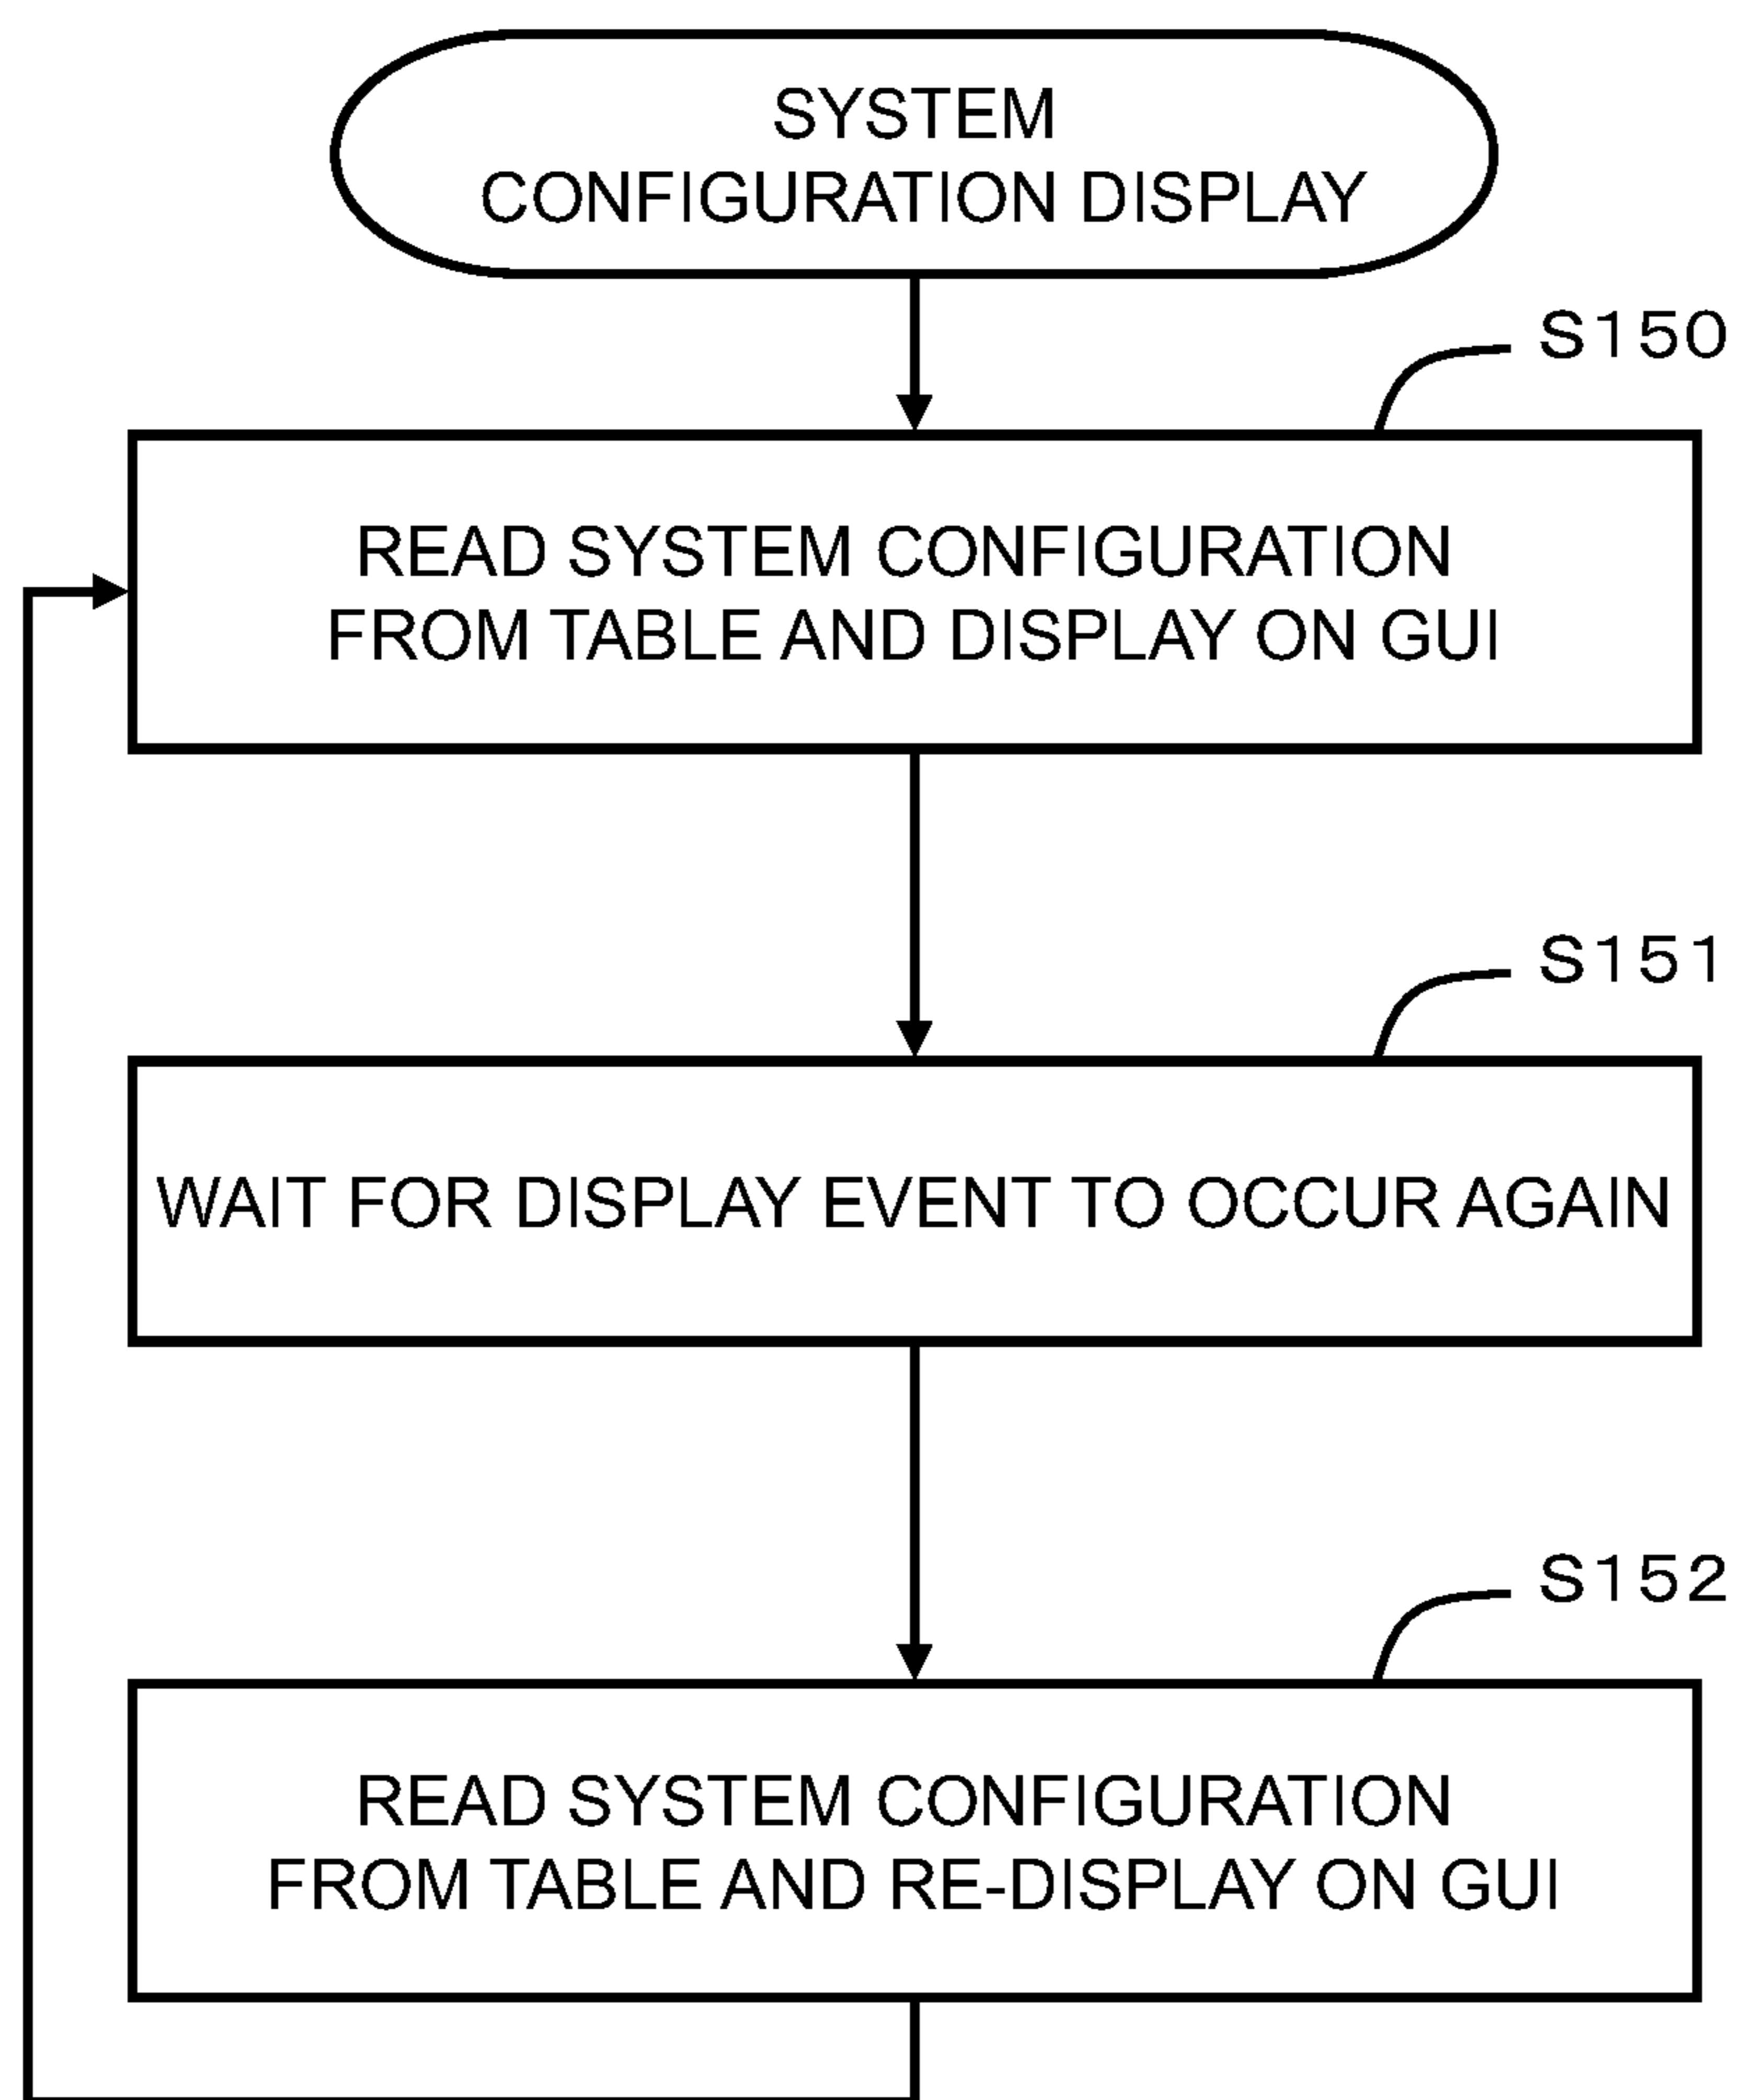 SYSTEM
CONFIGURATION DISPLAY
S150
READ SYSTEM CONFIGURATION
FROM TABLE AND DISPLAY ON GUI
S151
WAIT FOR DISPLAY EVENT TO OCCUR AGAIN
S152
READ SYSTEM CONFIGURATION
FROM TABLE AND RE-DISPLAY ON GUI